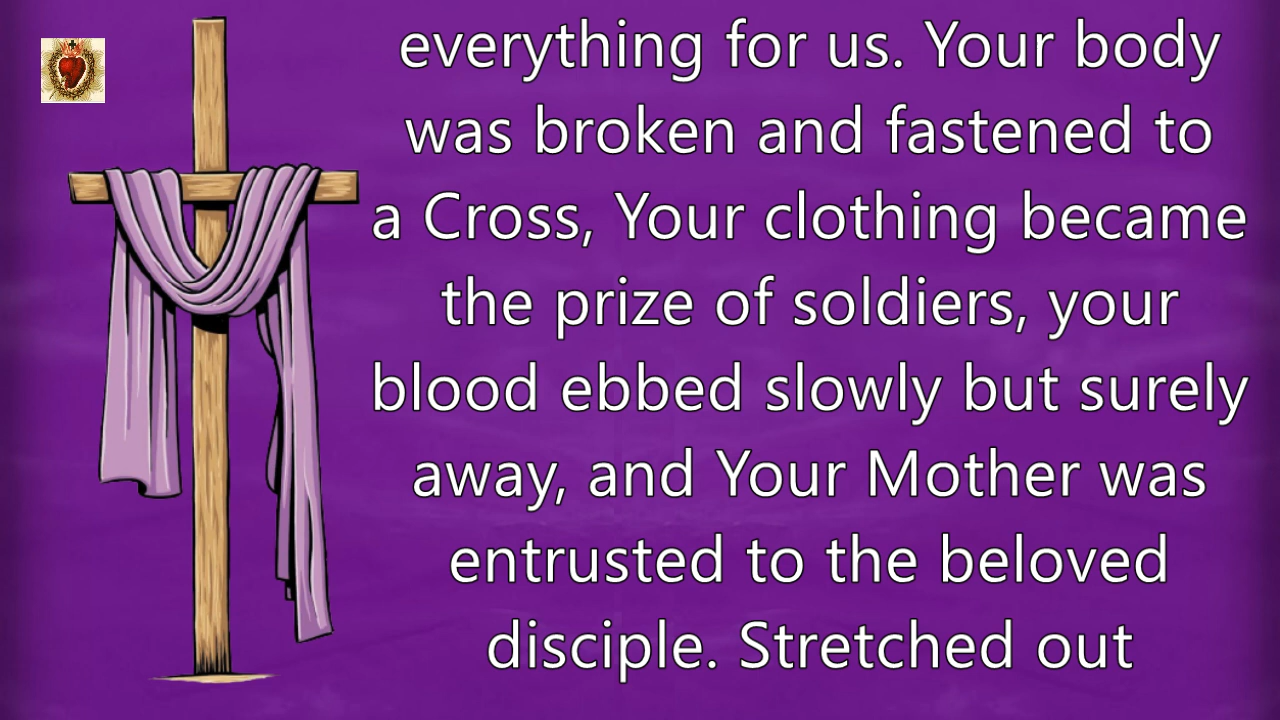 everything for us. Your body
was broken and fastened to
a Cross, Your clothing became
the prize of soldiers, your
blood ebbed slowly but surely
away, and Your Mother was
entrusted to the beloved
disciple. Stretched out